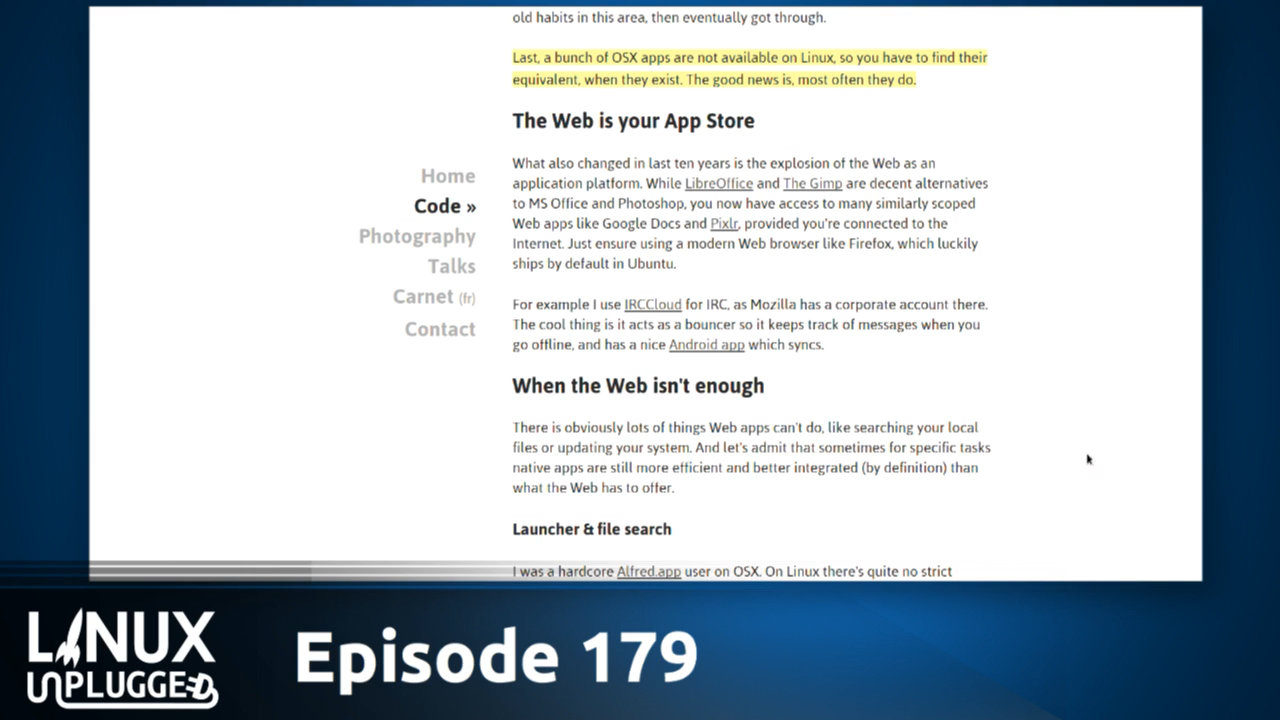 old habits in this area, then eventually got through.
Last, a bunch of OSX apps are not available on Linux, so you have to find their
equivalent, when they exist. The good news is, most often they do.
The Web is your App Store
Home
Code »
Photography
Talks
Carnet (fr)
Contact
What also changed in last ten years is the explosion of the Web as an
application platform. While LibreOffice and The Gimp are decent alternatives
to MS Office and Photoshop, you now have access to many similarly scoped
Web apps like Google Docs and Pixlr, provided you're connected to the
Internet. Just ensure using a modern Web browser like Firefox, which luckily
ships by default in Ubuntu.
For example I use IRCCloud for IRC, as Mozilla has a corporate account there.
The cool thing is it acts as a bouncer so it keeps track of messages when you
go offline, and has a nice Android app which syncs.
When the Web isn't enough
There is obviously lots of things Web apps can't do, like searching your local
files or updating your system. And let's admit that sometimes for specific tasks
native apps are still more efficient and better integrated (by definition) than
what the Web has to offer.
Launcher & file search
I was a hardcore Alfred.app user on OSX. On Linux there's quite no strict
LINUX
UNPLUGGED
Episode 179